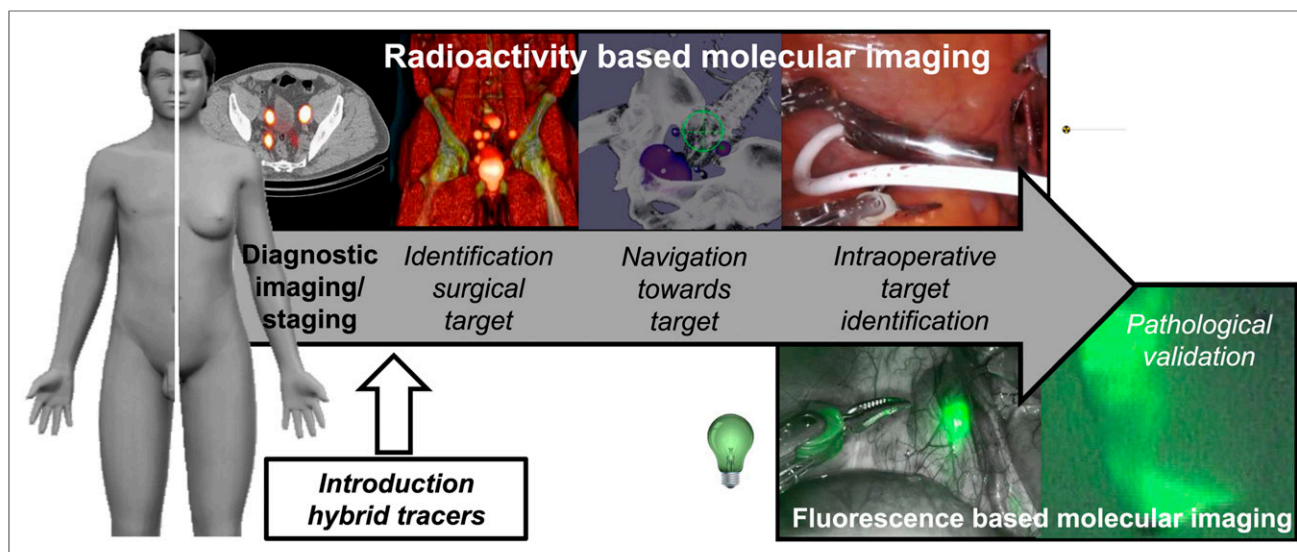 Radioactivity based molecular imaging
Diagnostic
imaging/
staging
Identification
surgical
target
Navigation
towards
target
Intraoperative
target
identification
Pathological
validation
Introduction
hybrid tracers
Fluorescence based molecular imaging